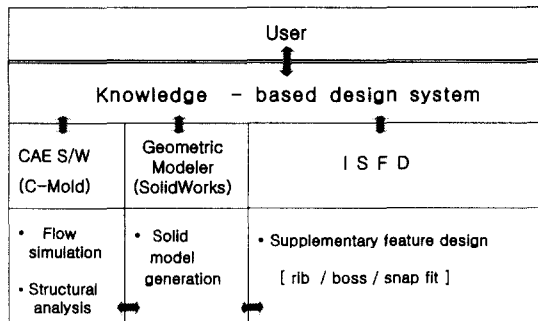 User
Knowledge - based design system
CAE S/W
(C-Mold)
Geometric
Modeler
(SolidWorks)
I S F D
• Flow
simulation
• Structural
analysis
• Solid
model
generation
• Supplementary feature design
[ rib / boss / snap fit ]